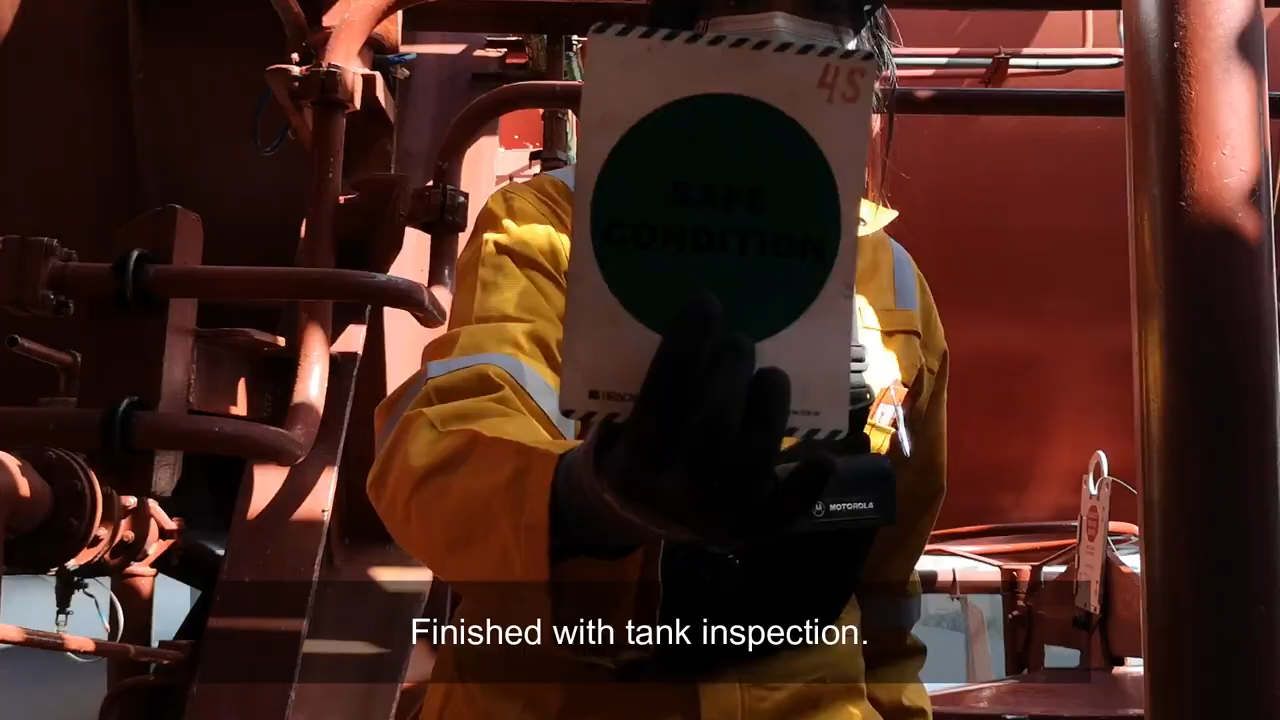 4S
SAFE
CONDITION
MOTOROLA
Finished with tank inspection.